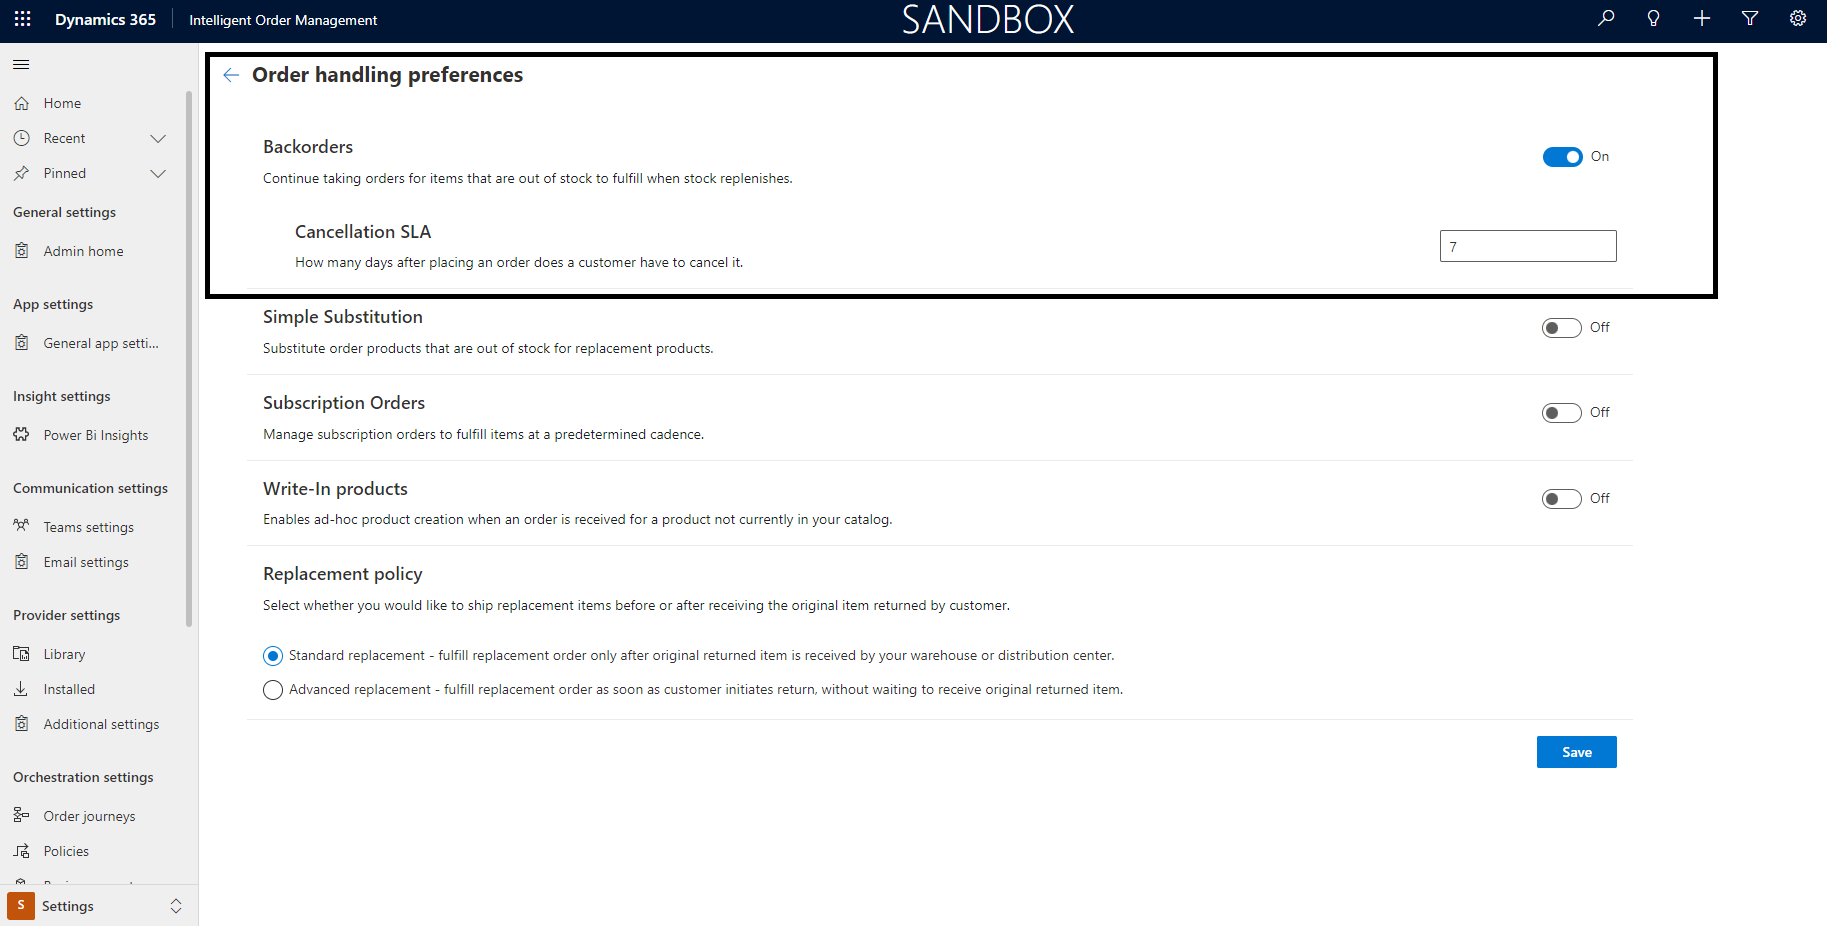 Dynamics 365
Intelligent Order Management
SANDBOX
Home
Recent
Pinned
General settings
Admin home
App settings
General app setti...
Insight settings
Power Bi Insights
Communication settings
Teams settings
Email settings
Provider settings
Library
Installed
Additional settings
Orchestration settings
Order journeys
Policies
S
Settings
Order handling preferences
Backorders
On
Continue taking orders for items that are out of stock to fulfill when stock replenishes.
Cancellation SLA
7
How many days after placing an order does a customer have to cancel it.
Simple Substitution
Off
Substitute order products that are out of stock for replacement products.
Subscription Orders
Off
Manage subscription orders to fulfill items at a predetermined cadence.
Write-In products
Off
Enables ad-hoc product creation when an order is received for a product not currently in your catalog.
Replacement policy
Select whether you would like to ship replacement items before or after receiving the original item returned by customer.
Standard replacement - fulfill replacement order only after original returned item is received by your warehouse or distribution center.
Advanced replacement - fulfill replacement order as soon as customer initiates return, without waiting to receive original returned item.
Save